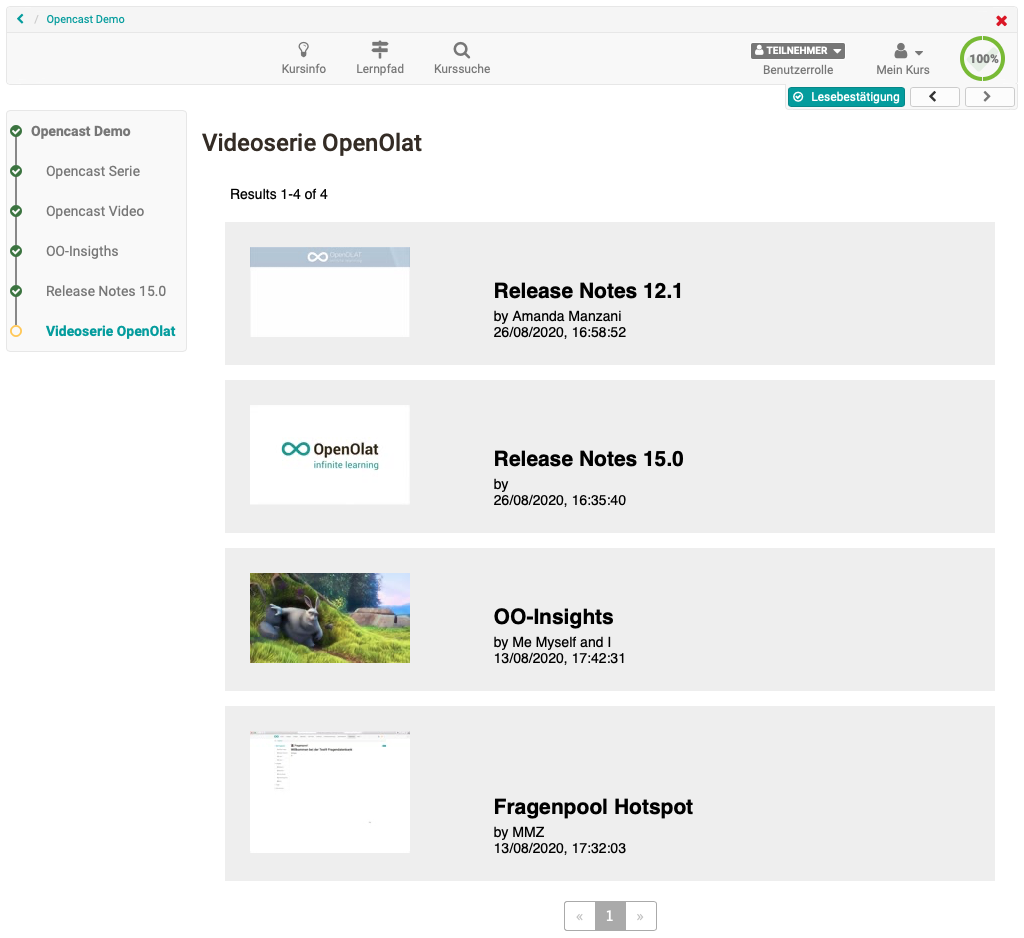 / Opencast Demo
Kursinfo
Lernpfad
Kurssuche
TEILNEHMER
Benutzerrolle
Mein Kurs
100%
Lesebestätigung
Opencast Demo
Opencast Serie
Opencast Video
OO-Insigths
Release Notes 15.0
Videoserie OpenOlat
Videoserie OpenOlat
Results 1-4 of 4
OpenOLAT
Release Notes 12.1
by Amanda Manzani
26/08/2020, 16:58:52
OpenOlat
infinite learning
Release Notes 15.0
by
26/08/2020, 16:35:40
OO-Insights
by Me Myself and I
13/08/2020, 17:42:31
Fragenpool
Fragenpool Hotspot
by MMZ
13/08/2020, 17:32:03
« 1 »